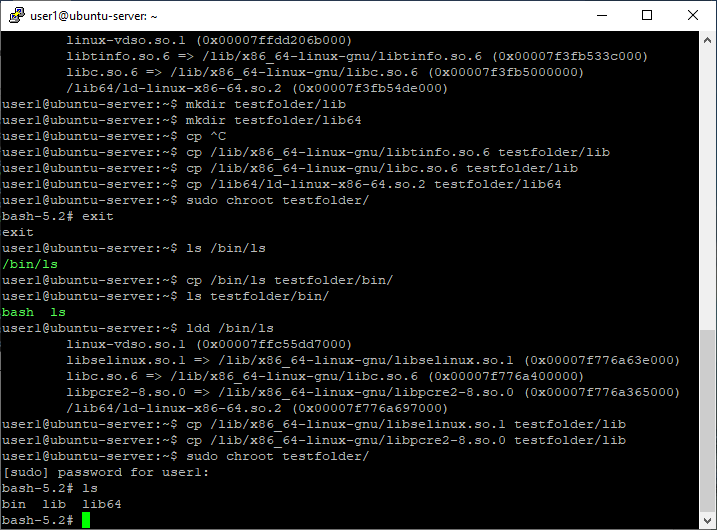 user1@ubuntu-server: ~
linux-vdso.so.1 (0x00007ffdd206b000)
libtinfo.so.6 => /lib/x86_64-linux-gnu/libtinfo.so.6 (0x00007f3fb533c000)
libc.so.6 => /lib/x86_64-linux-gnu/libc.so.6 (0x00007f3fb5000000)
/lib64/ld-linux-x86-64.so.2 (0x00007f3fb54de000)
user1@ubuntu-server:~$ mkdir testfolder/lib
user1@ubuntu-server:~$ mkdir testfolder/lib64
user1@ubuntu-server:~$ cp ^C
user1@ubuntu-server:~$ cp /lib/x86_64-linux-gnu/libtinfo.so.6 testfolder/lib
user1@ubuntu-server:~$ cp /lib/x86_64-linux-gnu/libc.so.6 testfolder/lib
user1@ubuntu-server:~$ cp /lib64/ld-linux-x86-64.so.2 testfolder/lib64
user1@ubuntu-server:~$ sudo chroot testfolder/
bash-5.2# exit
exit
user1@ubuntu-server:~$ ls /bin/ls
/bin/ls
user1@ubuntu-server:~$ cp /bin/ls testfolder/bin/
user1@ubuntu-server:~$ ls testfolder/bin/
bash  ls
user1@ubuntu-server:~$ ldd /bin/ls
linux-vdso.so.1 (0x00007ffc55dd7000)
libselinux.so.1 => /lib/x86_64-linux-gnu/libselinux.so.1 (0x00007f776a63e000)
libc.so.6 => /lib/x86_64-linux-gnu/libc.so.6 (0x00007f776a400000)
libpcre2-8.so.0 => /lib/x86_64-linux-gnu/libpcre2-8.so.0 (0x00007f776a365000)
/lib64/ld-linux-x86-64.so.2 (0x00007f776a697000)
user1@ubuntu-server:~$ cp /lib/x86_64-linux-gnu/libselinux.so.1 testfolder/lib
user1@ubuntu-server:~$ cp /lib/x86_64-linux-gnu/libpcre2-8.so.0 testfolder/lib
user1@ubuntu-server:~$ sudo chroot testfolder/
[sudo] password for user1:
bash-5.2# ls
bin  lib  lib64
bash-5.2#